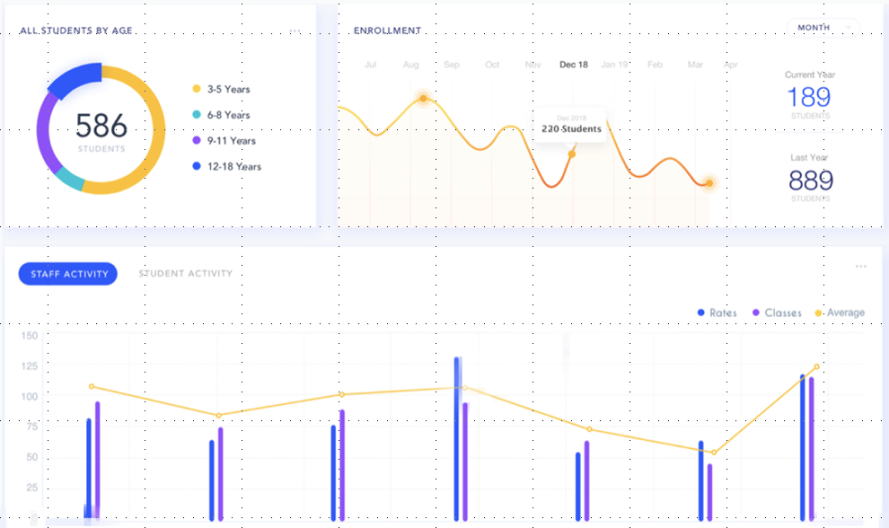 ALL STUDENTS BY AGE
586
STUDENTS
3-5 Years
6-8 Years
9-11 Years
12-18 Years
ENROLLMENT
MONTH
Jul Aug Sep Oct Nov Dec 18 Jan 19 Feb Mar Apr
Dec 2018
220 Students
Current Year
189
STUDENTS
Last Year
889
STUDENTS
STAFF ACTIVITY
STUDENT ACTIVITY
Rates
Classes
Average
150
125
100
75
50
25